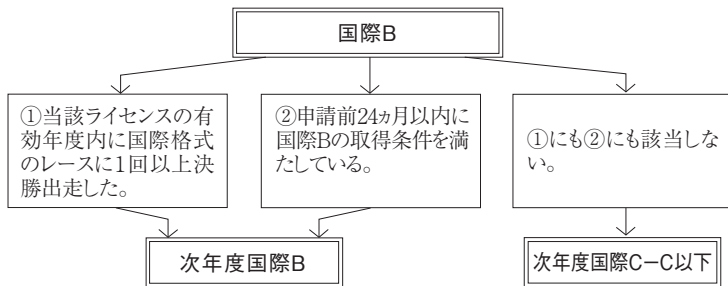 国際B
①当該ライセンスの有
効年度内に国際格式
のレースに1回以上決
勝出走した。
②申請前24ヵ月以内に
国際Bの取得条件を満
たしている。
①にも②にも該当しな
い。
次年度国際B
次年度国際C−C以下